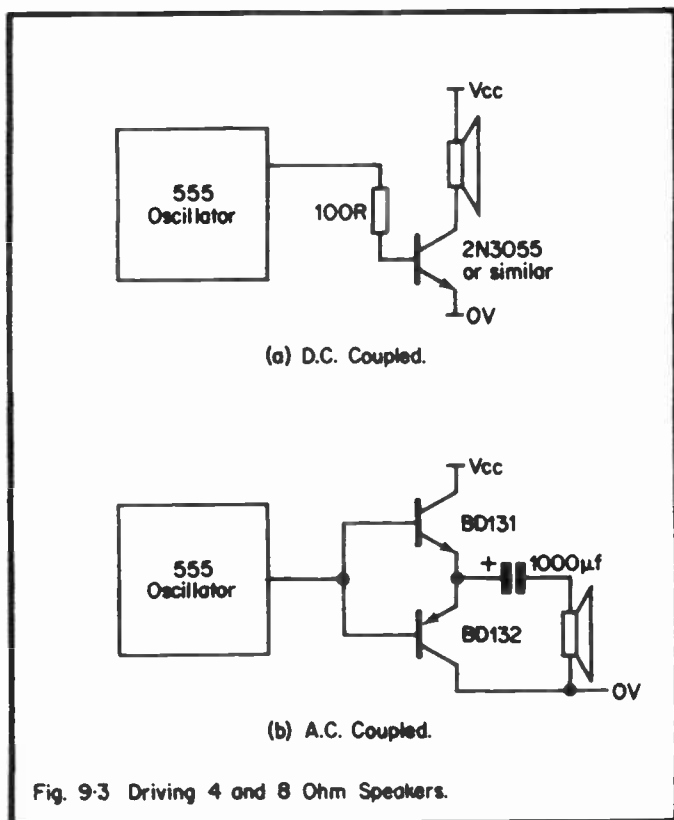 Vcc
555
Oscillator
100R
2N3055
or similar
0V
(a) D.C. Coupled.
Vcc
BD131
555
Oscillator
+ 1000µf
BD132
0V
(b) A.C. Coupled.
Fig. 9·3 Driving 4 and 8 Ohm Speakers.